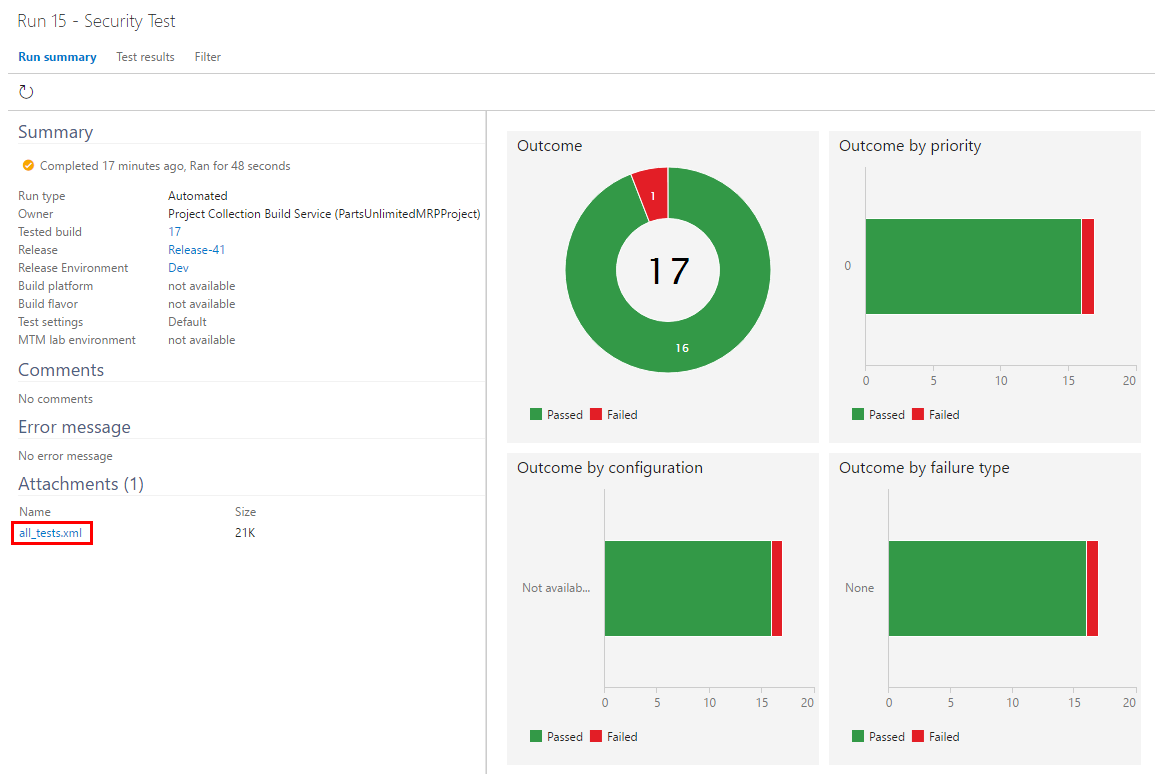 Run 15 - Security Test
Run summary Test results Filter
Summary
Completed 17 minutes ago, Ran for 48 seconds
Run type Automated
Owner Project Collection Build Service (PartsUnlimitedMRPProject)
Tested build 17
Release Release-41
Release Environment Dev
Build platform not available
Build flavor not available
Test settings Default
MTM lab environment not available
Comments
No comments
Error message
No error message
Attachments (1)
Name Size
all_tests.xml 21K
Outcome
1
17
16
Passed Failed
Outcome by priority
0
0 5 10 15 20
Passed Failed
Outcome by configuration
Not availab...
0 5 10 15 20
Passed Failed
Outcome by failure type
None
0 5 10 15 20
Passed Failed